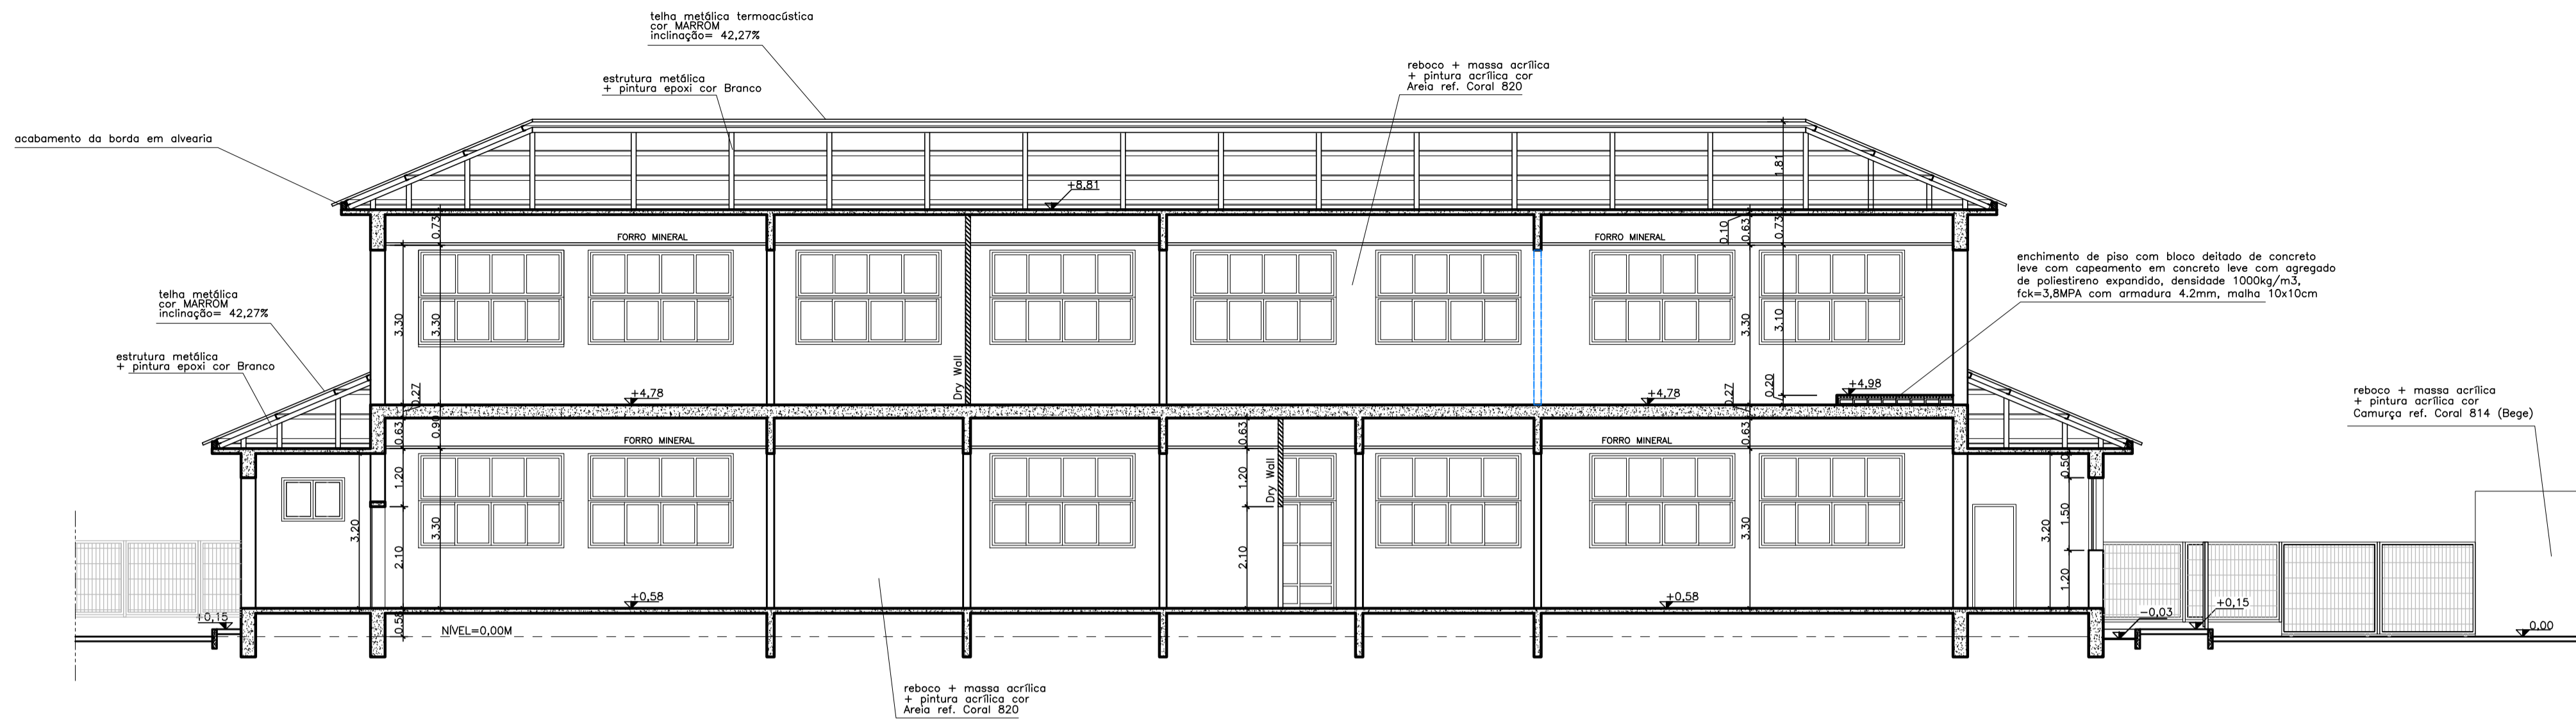 telha metálica termoacústica
cor MARROM
inclinação= 42,27%
estrutura metálica
+ pintura epoxi cor Branco
reboco + massa acrílica
+ pintura acrílica cor
Areia ref. Coral 820
acabamento da borda em alvearia
1.81
+8,81
0.73
0.10
0.63
0.73
FORRO MINERAL
FORRO MINERAL
enchimento de piso com bloco deitado de concreto
leve com capeamento em concreto leve com agregado
de poliestireno expandido, densidade 1000kg/m3,
fck=3,8MPA com armadura 4.2mm, malha 10x10cm
telha metálica
cor MARROM
inclinação= 42,27%
3.30
3.30
3.30
3.10
estrutura metálica
+ pintura epoxi cor Branco
Dry Wall
0.27
+4,78
+4,78
0.27
0.20
+4,98
reboco + massa acrílica
+ pintura acrílica cor
Camurça ref. Coral 814 (Bege)
0.63
0.90
FORRO MINERAL
0.63
FORRO MINERAL
0.63
0.50
1.20
1.20
Dry Wall
3.20
2.10
3.30
2.10
3.30
3.20
1.50
1.20
+0,15
0.58
+0,58
+0,58
NÍVEL=0,00M
-0,03
+0,15
0,00
reboco + massa acrílica
+ pintura acrílica cor
Areia ref. Coral 820